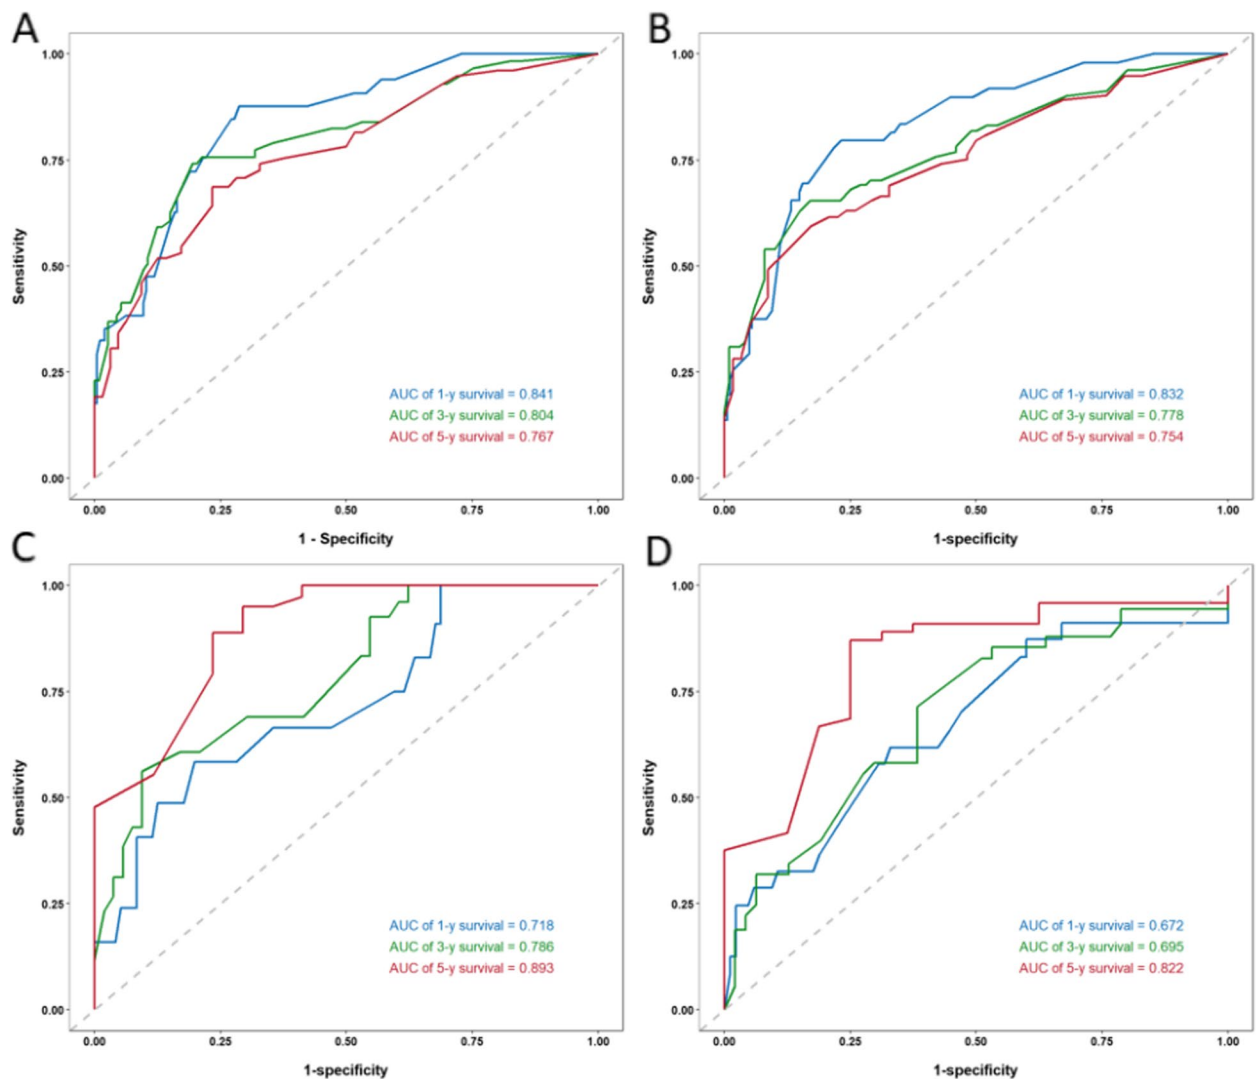 A
1.00
0.75
0.50
0.25
0.00
Sensitivity
AUC of 1-y survival = 0.841
AUC of 3-y survival = 0.804
AUC of 5-y survival = 0.767
0.00 0.25 0.50 0.75 1.00
1 - Specificity
B
1.00
0.75
0.50
0.25
0.00
Sensitivity
AUC of 1-y survival = 0.832
AUC of 3-y survival = 0.778
AUC of 5-y survival = 0.754
0.00 0.25 0.50 0.75 1.00
1-specificity
C
1.00
0.75
0.50
0.25
0.00
Sensitivity
AUC of 1-y survival = 0.718
AUC of 3-y survival = 0.786
AUC of 5-y survival = 0.893
0.00 0.25 0.50 0.75 1.00
1-specificity
D
1.00
0.75
0.50
0.25
0.00
Sensitivity
AUC of 1-y survival = 0.672
AUC of 3-y survival = 0.695
AUC of 5-y survival = 0.822
0.00 0.25 0.50 0.75 1.00
1-specificity